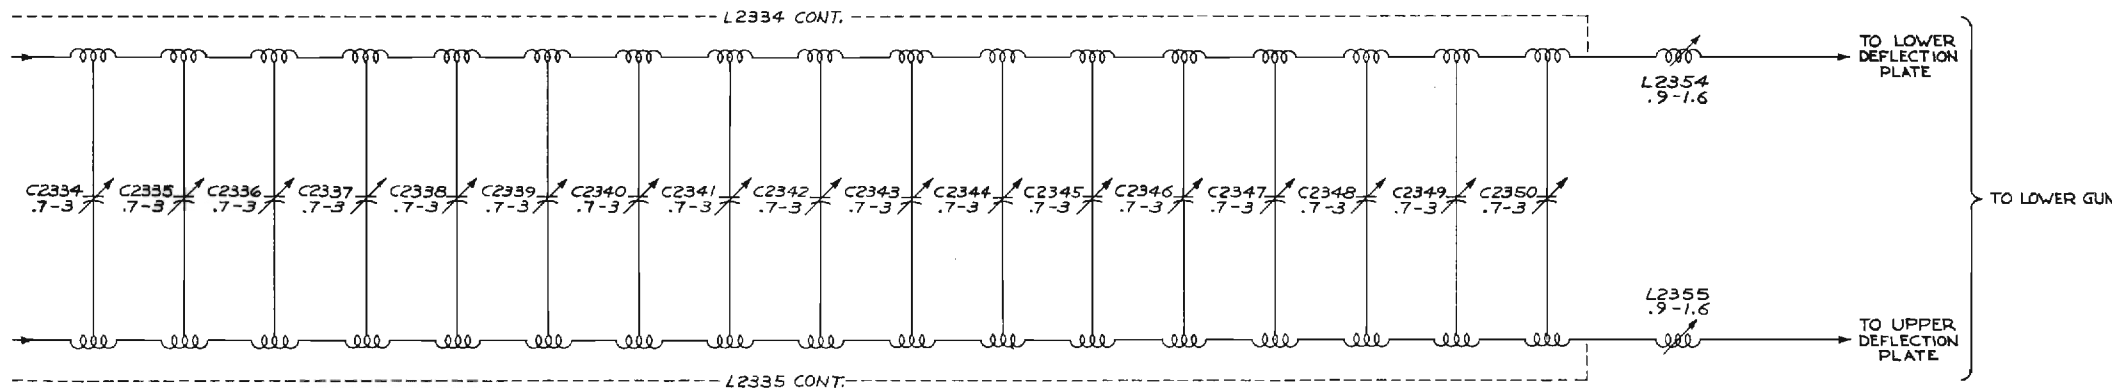 L2334 CONT.
TO LOWER
DEFLECTION
PLATE
L2354
.9-1.6
C2334
.7-3
C2335
.7-3
C2336
.7-3
C2337
.7-3
C2338
.7-3
C2339
.7-3
C2340
.7-3
C2341
.7-3
C2342
.7-3
C2343
.7-3
C2344
.7-3
C2345
.7-3
C2346
.7-3
C2347
.7-3
C2348
.7-3
C2349
.7-3
C2350
.7-3
TO LOWER GUN
L2355
.9-1.6
TO UPPER
DEFLECTION
PLATE
L2335 CONT.